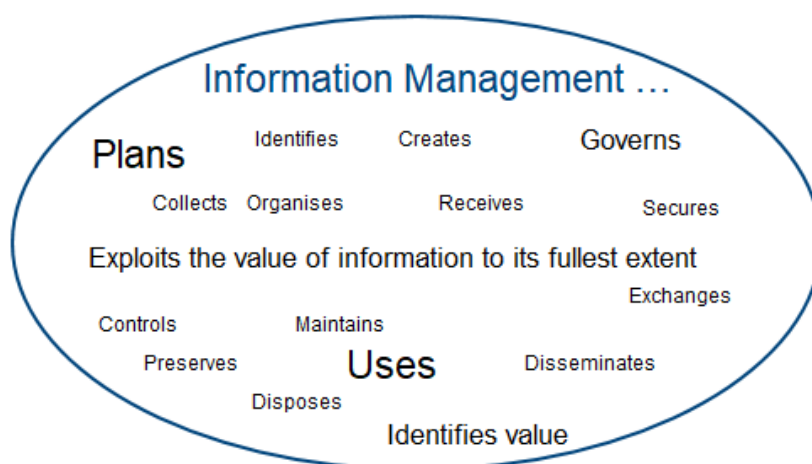 Information Management …
Plans Identifies Creates Governs
Collects Organises Receives Secures
Exploits the value of information to its fullest extent
Exchanges
Controls Maintains
Preserves Uses Disseminates
Disposes
Identifies value